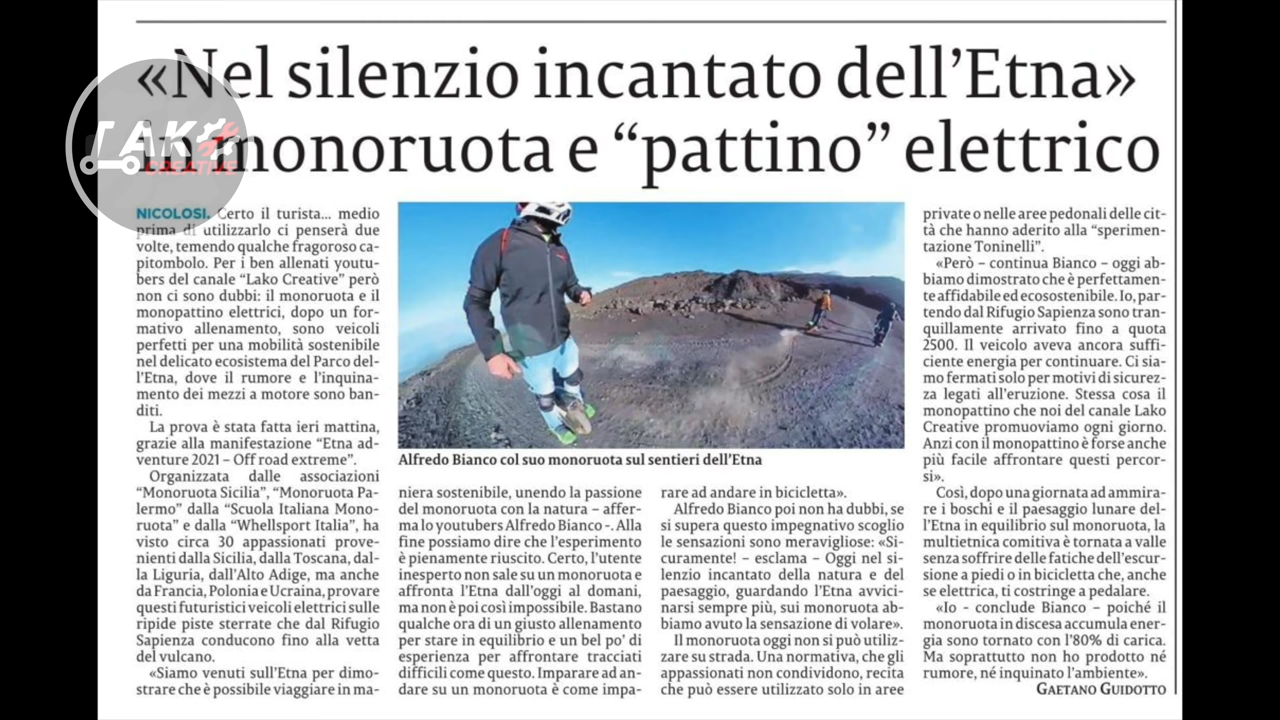 «Nel silenzio incantato dell'Etna»
in monoruota e “pattino” elettrico
LAKO
CREATIVE
NICOLOSI. Certo il turista... medio
prima di utilizzarlo ci penserà due
volte, temendo qualche fragoroso ca-
pitombolo. Per i ben allenati youtu-
bers del canale “Lako Creative” però
non ci sono dubbi: il monoruota e il
monopattino elettrici, dopo un for-
mativo allenamento, sono veicoli
perfetti per una mobilità sostenibile
nel delicato ecosistema del Parco del-
l'Etna, dove il rumore e l'inquina-
mento dei mezzi a motore sono ban-
diti.
La prova è stata fatta ieri mattina,
grazie alla manifestazione “Etna ad-
venture 2021 – Off road extreme”.
Organizzata dalle associazioni
“Monoruota Sicilia”, “Monoruota Pa-
lermo” dalla “Scuola Italiana Mono-
ruota” e dalla “Whellsport Italia”, ha
visto circa 30 appassionati prove-
nienti dalla Sicilia, dalla Toscana, dal-
la Liguria, dall'Alto Adige, ma anche
da Francia, Polonia e Ucraina, provare
questi futuristici veicoli elettrici sulle
ripide piste sterrate che dal Rifugio
Sapienza conducono fino alla vetta
del vulcano.
«Siamo venuti sull'Etna per dimo-
strare che è possibile viaggiare in ma-
Alfredo Bianco col suo monoruota sul sentieri dell'Etna
niera sostenibile, unendo la passione
del monoruota con la natura – affer-
ma lo youtubers Alfredo Bianco -. Alla
fine possiamo dire che l'esperimento
è pienamente riuscito. Certo, l'utente
inesperto non sale su un monoruota e
affronta l'Etna dall'oggi al domani,
ma non è poi così impossibile. Bastano
qualche ora di un giusto allenamento
per stare in equilibrio e un bel po' di
esperienza per affrontare tracciati
difficili come questo. Imparare ad an-
dare su un monoruota è come impa-
rare ad andare in bicicletta».
Alfredo Bianco poi non ha dubbi, se
si supera questo impegnativo scoglio
le sensazioni sono meravigliose: «Si-
curamente! – esclama – Oggi nel si-
lenzio incantato della natura e del
paesaggio, guardando l'Etna avvici-
narsi sempre più, sui monoruota ab-
biamo avuto la sensazione di volare».
Il monoruota oggi non si può utiliz-
zare su strada. Una normativa, che gli
appassionati non condividono, recita
che può essere utilizzato solo in aree
private o nelle aree pedonali delle cit-
tà che hanno aderito alla “sperimen-
tazione Toninelli”.
«Però – continua Bianco – oggi ab-
biamo dimostrato che è perfettamen-
te affidabile ed ecosostenibile. Io, par-
tendo dal Rifugio Sapienza sono tran-
quillamente arrivato fino a quota
2500. Il veicolo aveva ancora suffi-
ciente energia per continuare. Ci sia-
mo fermati solo per motivi di sicurez-
za legati all'eruzione. Stessa cosa il
monopattino che noi del canale Lako
Creative promuoviamo ogni giorno.
Anzi con il monopattino è forse anche
più facile affrontare questi percor-
si».
Così, dopo una giornata ad ammira-
re i boschi e il paesaggio lunare del-
l'Etna in equilibrio sul monoruota, la
multietnica comitiva è tornata a valle
senza soffrire delle fatiche dell'escur-
sione a piedi o in bicicletta che, anche
se elettrica, ti costringe a pedalare.
«Io - conclude Bianco – poiché il
monoruota in discesa accumula ener-
gia sono tornato con l'80% di carica.
Ma soprattutto non ho prodotto né
rumore, né inquinato l'ambiente».
GAETANO GUIDOTTO